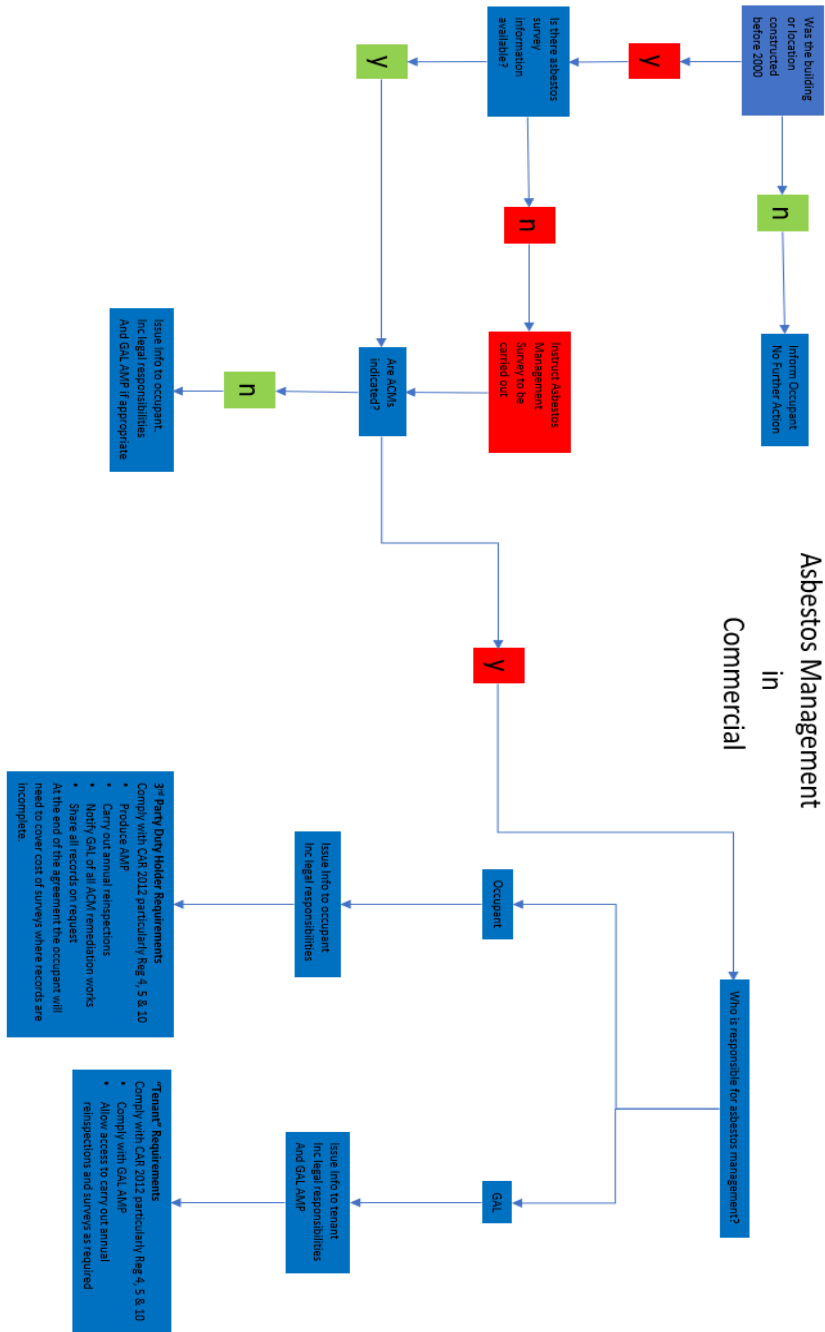 Asbestos Management
in
Commercial
Was the building
or location
constructed
before 2000
n
Inform Occupant
No Further Action
y
Is there asbestos
survey
information
available?
n
Instruct Asbestos
Management
Survey to be
carried out
y
Are ACMs
indicated?
n
Issue Info to occupant.
Inc legal responsibilities
And GAL AMP if appropriate
y
Who is responsible for asbestos management?
Occupant
Issue Info to occupant
Inc legal responsibilities
3rd Party Duty Holder Requirements
Comply with CAR 2012 particularly Reg 4, 5 & 10
• Produce AMP
• Carry out annual reinspections
• Notify GAL of all ACM remediation works
• Share all records on request
At the end of the agreement the occupant will
need to cover cost of surveys where records are
incomplete.
GAL
Issue Info to tenant
Inc legal responsibilities
And GAL AMP
"Tenant" Requirements
Comply with CAR 2012 particularly Reg 4, 5 & 10
• Comply with GAL AMP
• Allow access to carry out annual
reinspections and surveys as required